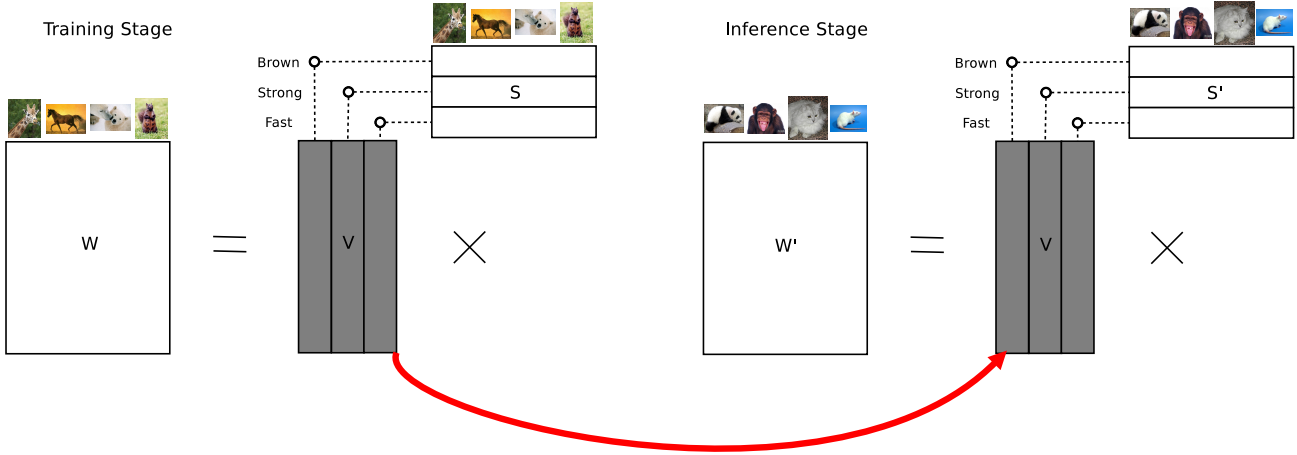 Training Stage
Brown
Strong
Fast
S
W
V
Inference Stage
Brown
Strong
Fast
S'
W'
V